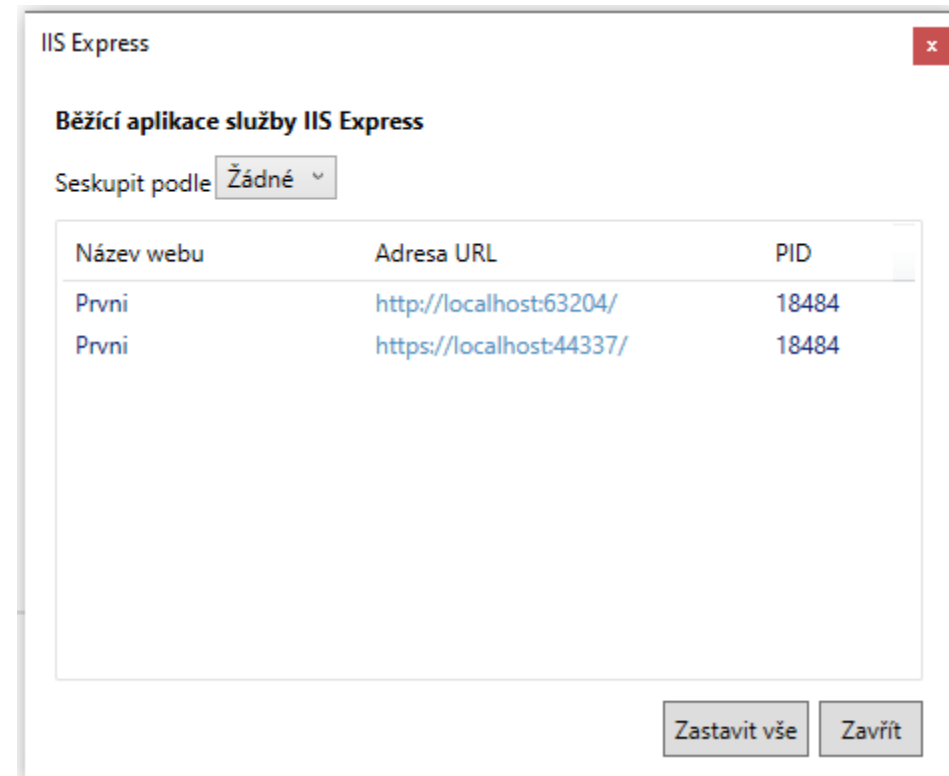 IIS Express
x
Běžící aplikace služby IIS Express
Seskupit podle Žádné
Název webu Adresa URL PID
Prvni http://localhost:63204/ 18484
Prvni https://localhost:44337/ 18484
Zastavit vše Zavřít